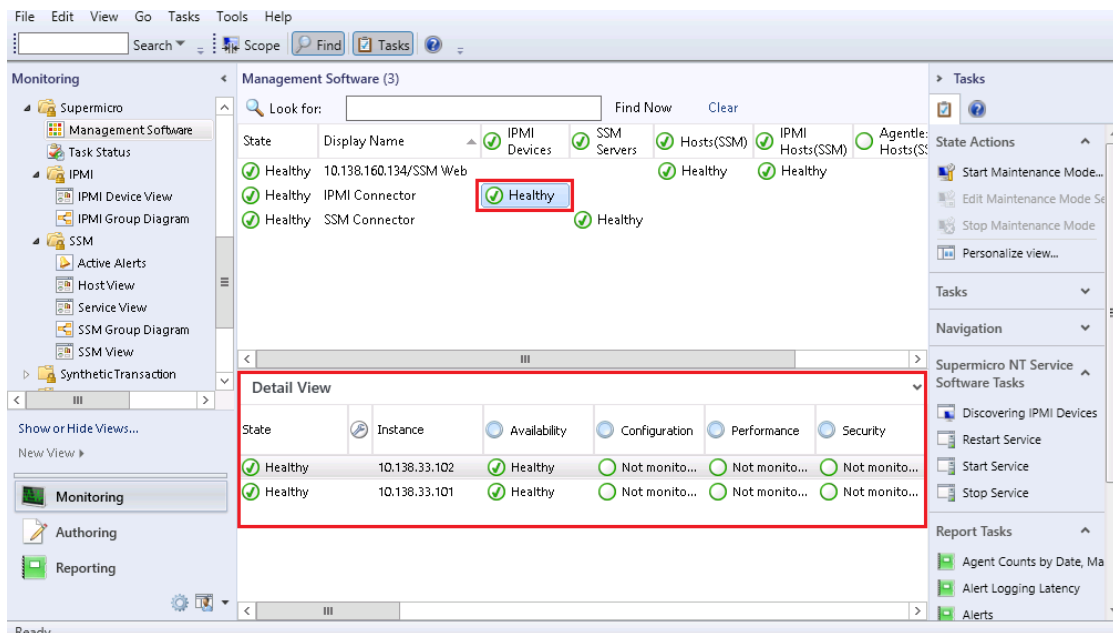 File Edit View Go Tasks Tools Help
Search Scope Find Tasks
Monitoring
Supermicro
Management Software
Task Status
IPMI
IPMI Device View
IPMI Group Diagram
SSM
Active Alerts
Host View
Service View
SSM Group Diagram
SSM View
Synthetic Transaction
Show or Hide Views...
New View
Monitoring
Authoring
Reporting
Ready
Management Software (3)
Look for: Find Now Clear
State Display Name IPMI Devices SSM Servers Hosts(SSM) IPMI Hosts(SSM) Agentle: Hosts(SS
Healthy 10.138.160.134/SSM Web Healthy Healthy
Healthy IPMI Connector Healthy
Healthy SSM Connector Healthy
Detail View
State Instance Availability Configuration Performance Security
Healthy 10.138.33.102 Healthy Not monito... Not monito... Not monito...
Healthy 10.138.33.101 Healthy Not monito... Not monito... Not monito...
Tasks
State Actions
Start Maintenance Mode...
Edit Maintenance Mode Se
Stop Maintenance Mode
Personalize view...
Tasks
Navigation
Supermicro NT Service
Software Tasks
Discovering IPMI Devices
Restart Service
Start Service
Stop Service
Report Tasks
Agent Counts by Date, Ma
Alert Logging Latency
Alerts